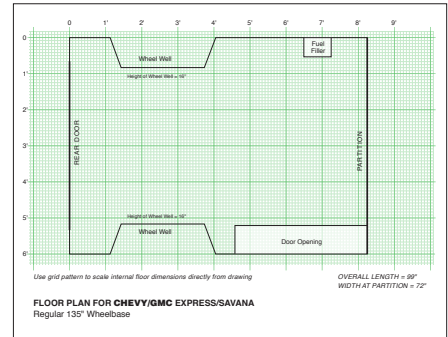 0 1' 2' 3' 4' 5' 6' 7' 8' 9'
0
1'
2'
3'
4'
5'
6'
Wheel Well
Height of Wheel Well = 16"
Fuel
Filler
REAR DOOR
PARTITION
Height of Wheel Well = 16"
Wheel Well
Door Opening
Use grid pattern to scale internal floor dimensions directly from drawing
OVERALL LENGTH = 99"
WIDTH AT PARTITION = 72"
FLOOR PLAN FOR CHEVY/GMC EXPRESS/SAVANA
Regular 135" Wheelbase